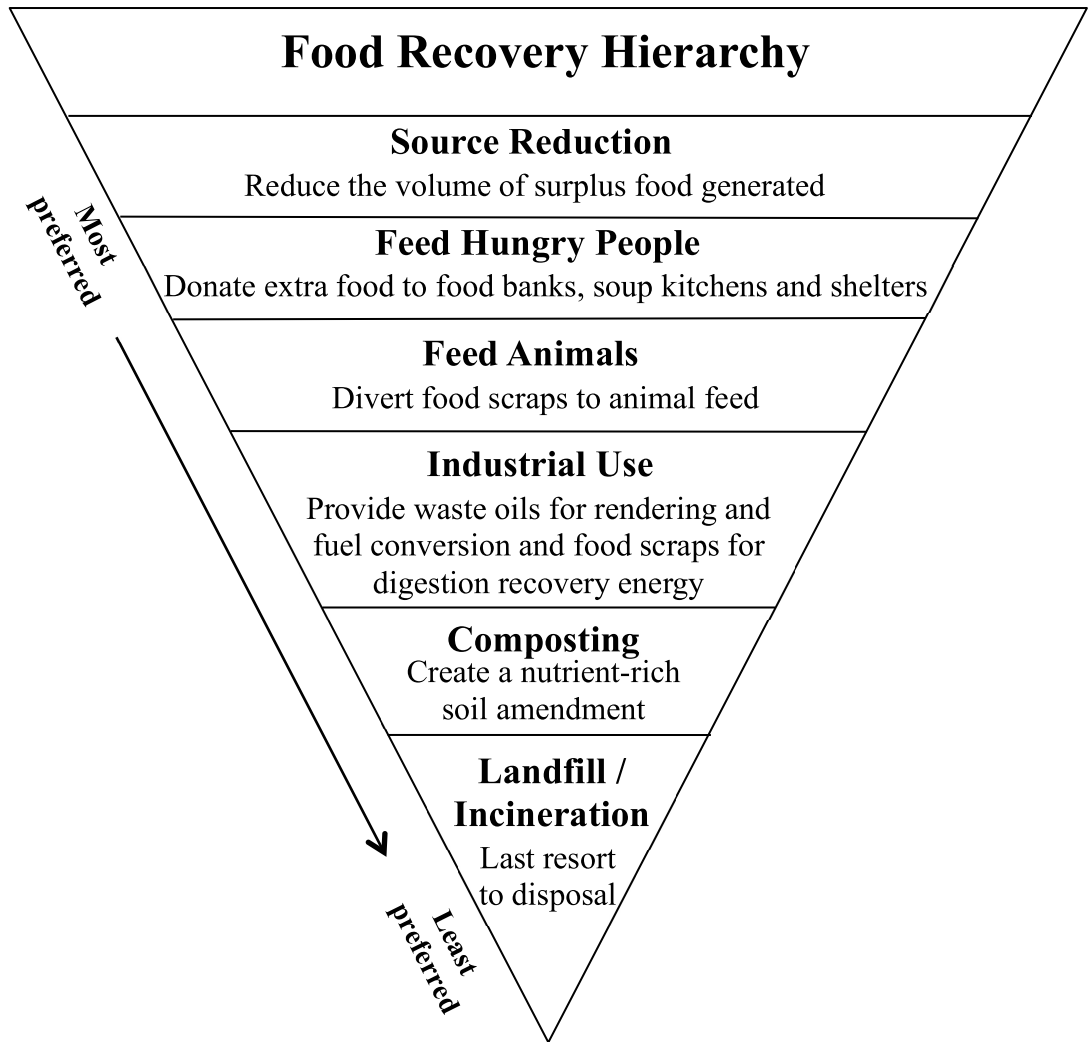 Food Recovery Hierarchy
Source Reduction
Reduce the volume of surplus food generated
Most
preferred
Feed Hungry People
Donate extra food to food banks, soup kitchens and shelters
Feed Animals
Divert food scraps to animal feed
Industrial Use
Provide waste oils for rendering and
fuel conversion and food scraps for
digestion recovery energy
Composting
Create a nutrient-rich
soil amendment
Landfill /
Incineration
Last resort
to disposal
Least
preferred